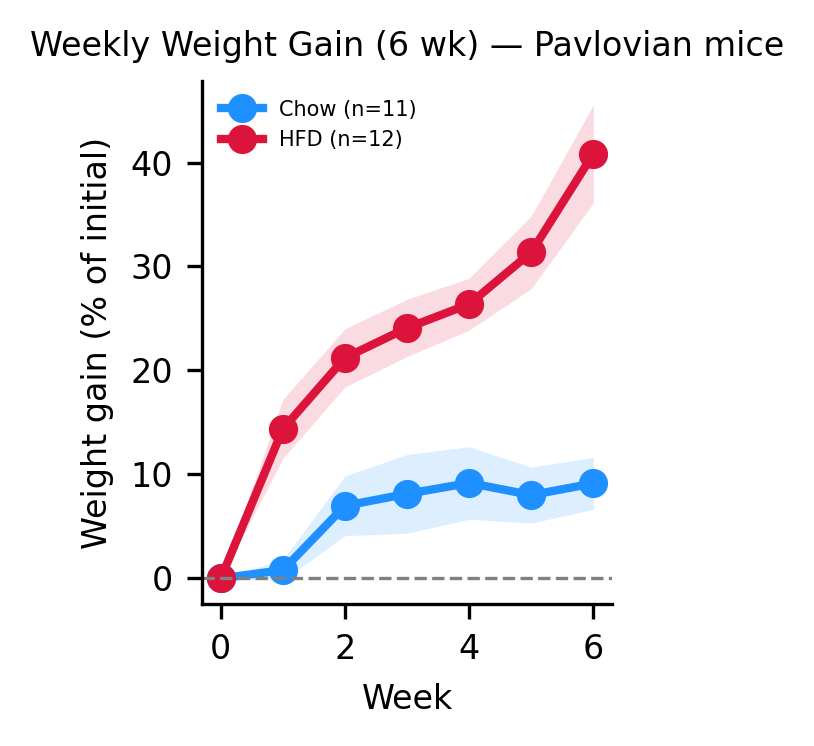 Weekly Weight Gain (6 wk) — Pavlovian mice
Chow (n=11)
HFD (n=12)
Weight gain (% of initial)
40
30
20
10
0
0 2 4 6
Week